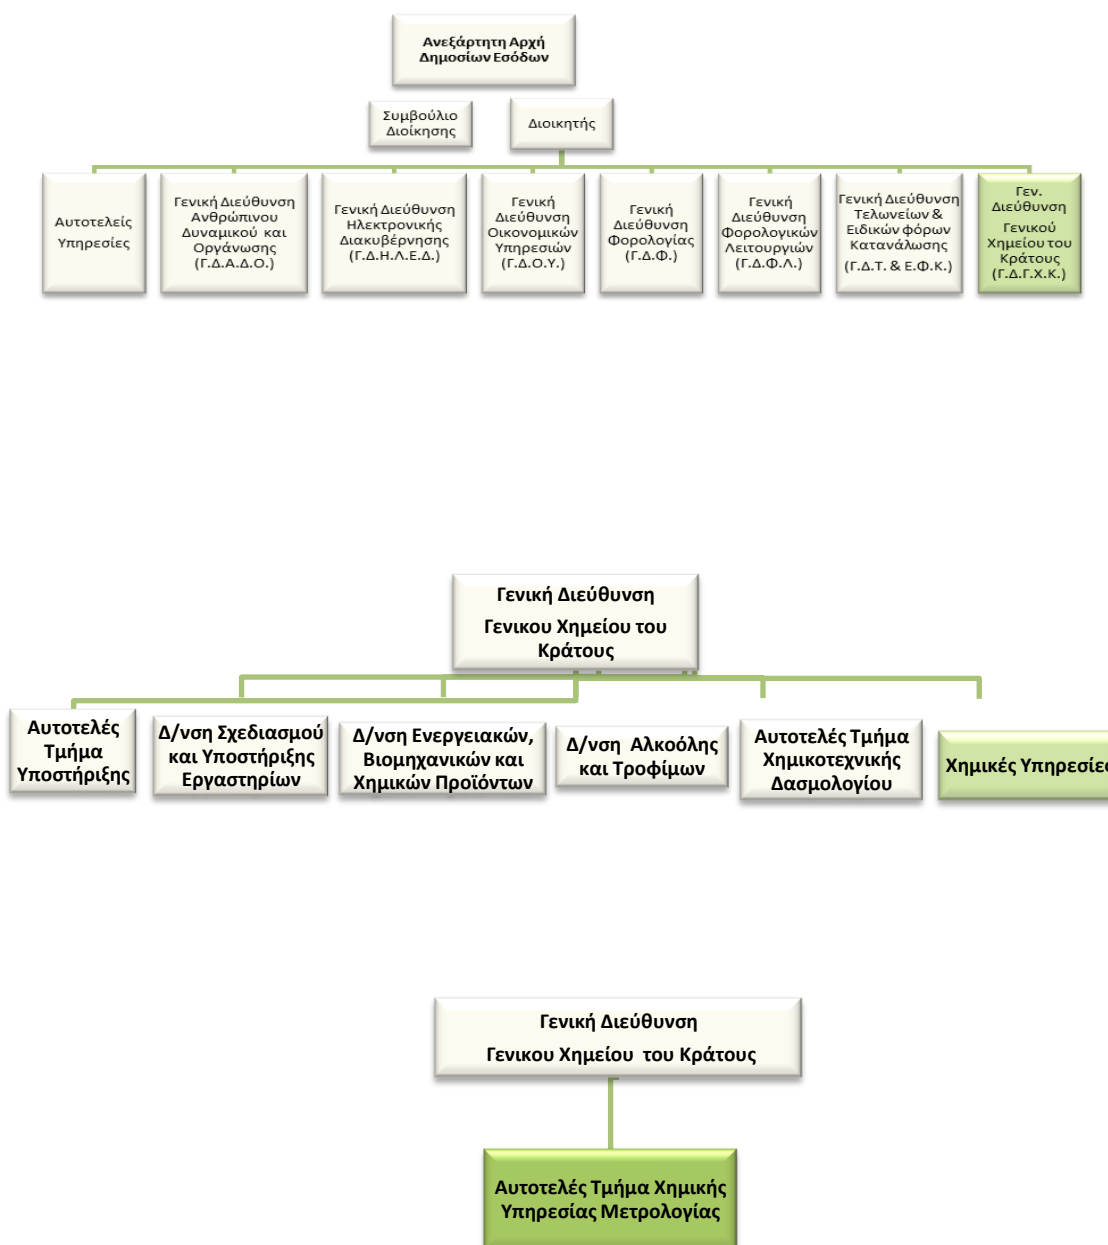 Ανεξάρτητη Αρχή
Δημοσίων Εσόδων
Συμβούλιο
Διοίκησης
Διοικητής
Αυτοτελείς
Υπηρεσίες
Γενική Διεύθυνση
Ανθρώπινου
Δυναμικού και
Οργάνωσης
(Γ.Δ.Α.Δ.Ο.)
Γενική Διεύθυνση
Ηλεκτρονικής
Διακυβέρνησης
(Γ.Δ.Η.Λ.Ε.Δ.)
Γενική
Διεύθυνση
Οικονομικών
Υπηρεσιών
(Γ.Δ.Ο.Υ.)
Γενική
Διεύθυνση
Φορολογίας
(Γ.Δ.Φ.)
Γενική
Διεύθυνση
Φορολογικών
Λειτουργιών
(Γ.Δ.Φ.Λ.)
Γενική Διεύθυνση
Τελωνείων &
Ειδικών φόρων
Κατανάλωσης
(Γ.Δ.Τ. & Ε.Φ.Κ.)
Γεν.
Διεύθυνση
Γενικού
Χημείου του
Κράτους
(Γ.Δ.Γ.Χ.Κ.)
Γενική Διεύθυνση
Γενικου Χημείου του
Κράτους
Αυτοτελές
Τμήμα
Υποστήριξης
Δ/νση Σχεδιασμού
και Υποστήριξης
Εργαστηρίων
Δ/νση Ενεργειακών,
Βιομηχανικών και
Χημικών Προϊόντων
Δ/νση Αλκοόλης
και Τροφίμων
Αυτοτελές Τμήμα
Χημικοτεχνικής
Δασμολογίου
Χημικές Υπηρεσίες
Γενική Διεύθυνση
Γενικου Χημείου του Κράτους
Αυτοτελές Τμήμα Χημικής
Υπηρεσίας Μετρολογίας